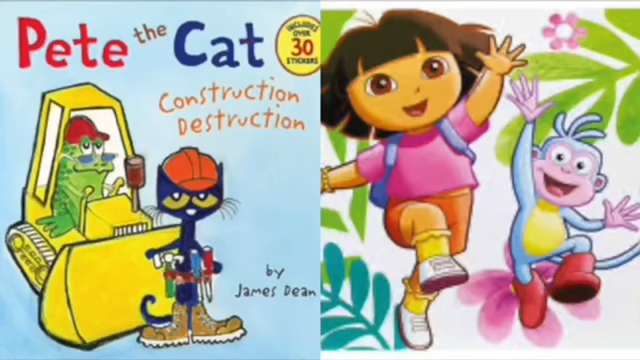 Pete the Cat
INCLUDES
OVER
30
STICKERS
Construction
Destruction
by
James Dean